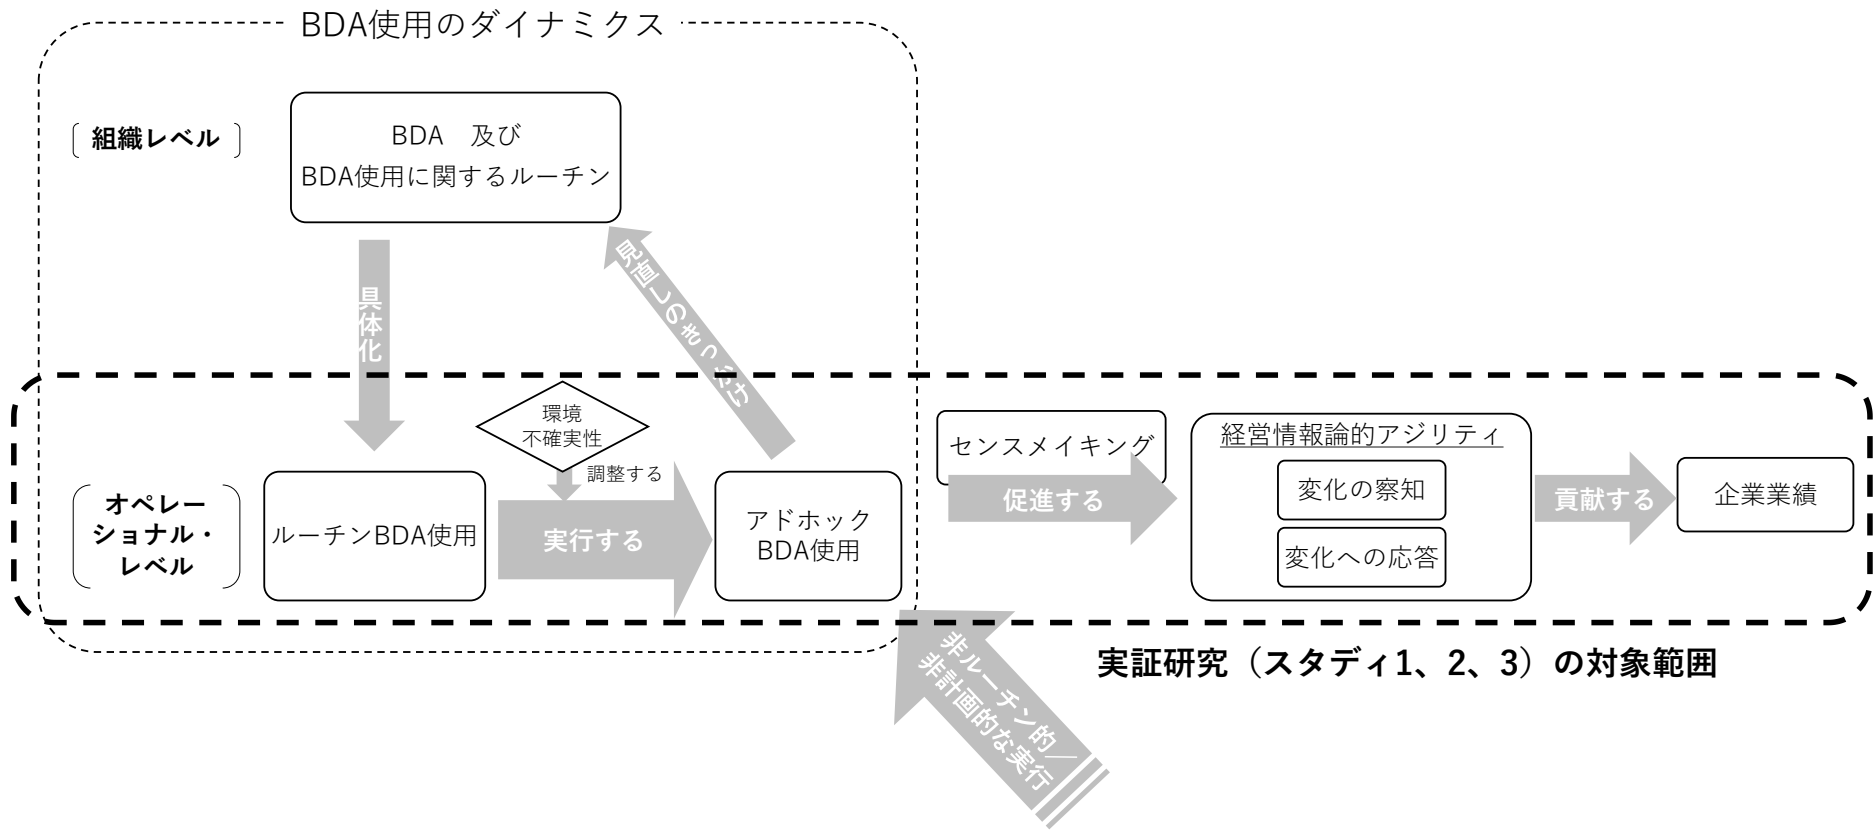 BDA使用のダイナミクス
組織レベル
BDA　及び
BDA使用に関するルーチン
具体化
見直しのきっかけ
環境
不確実性
調整する
オペレー
ショナル・
レベル
ルーチンBDA使用
実行する
アドホック
BDA使用
センスメイキング
促進する
経営情報論的アジリティ
変化の察知
変化への応答
貢献する
企業業績
非ルーチン的／
非計画的な実行
実証研究（スタディ1、2、3）の対象範囲